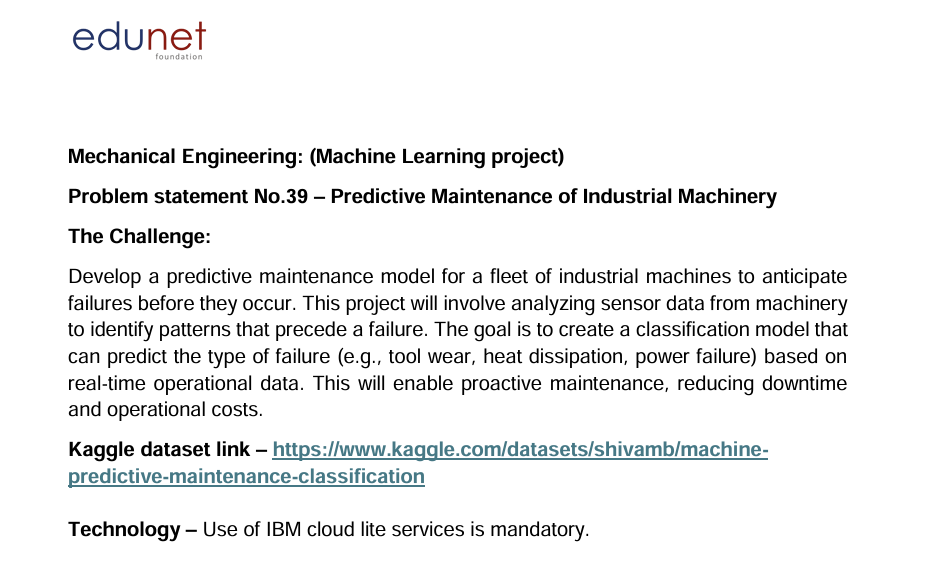 edunet
foundation
Mechanical Engineering: (Machine Learning project)
Problem statement No.39 – Predictive Maintenance of Industrial Machinery
The Challenge:
Develop a predictive maintenance model for a fleet of industrial machines to anticipate
failures before they occur. This project will involve analyzing sensor data from machinery
to identify patterns that precede a failure. The goal is to create a classification model that
can predict the type of failure (e.g., tool wear, heat dissipation, power failure) based on
real-time operational data. This will enable proactive maintenance, reducing downtime
and operational costs.
Kaggle dataset link – https://www.kaggle.com/datasets/shivamb/machine-
predictive-maintenance-classification
Technology – Use of IBM cloud lite services is mandatory.